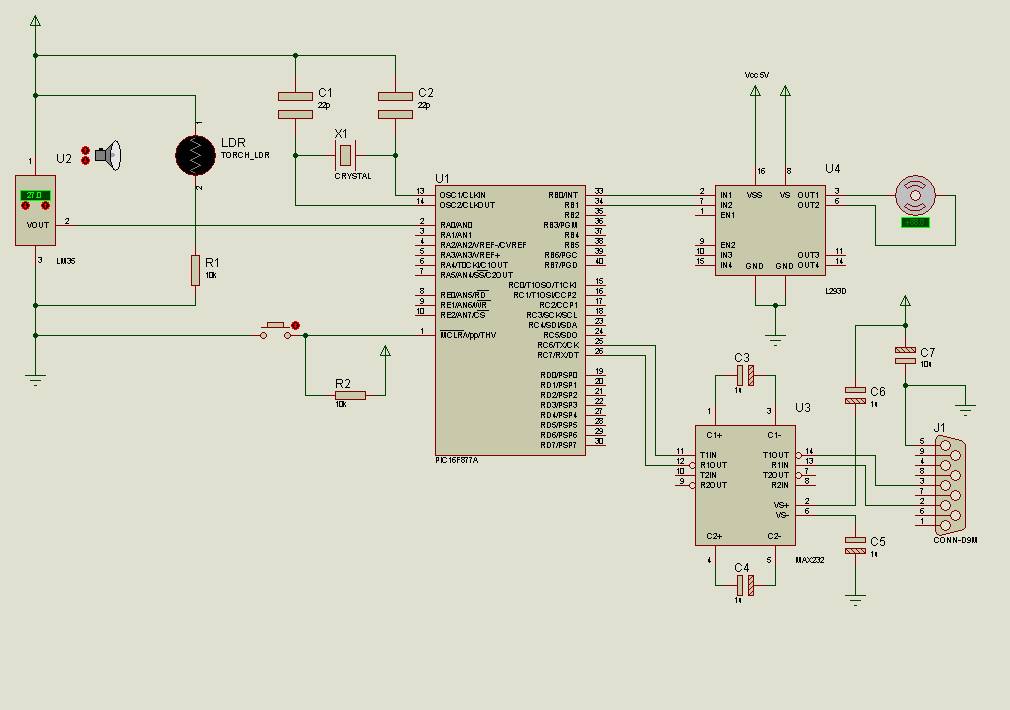 U2
1
27.0
VOUT
2
3
LM35
1
LDR
TORCH_LDR
2
R1
10k
C1
22p
C2
22p
X1
CRYSTAL
R2
10k
U1
13 OSC1/CLKIN
14 OSC2/CLKOUT
2 RA0/AN0
3 RA1/AN1
4 RA2/AN2/VREF-/CVREF
5 RA3/AN3/VREF+
6 RA4/T0CKI/C1OUT
7 RA5/AN4/SS/C2OUT
8 RE0/AN5/RD
9 RE1/AN6/WR
10 RE2/AN7/CS
1 MCLR/Vpp/THV
RB0/INT 33
RB1 34
RB2 35
RB3/PGM 36
RB4 37
RB5 38
RB6/PGC 39
RB7/PGD 40
RC0/T1OSO/T1CKI 15
RC1/T1OSI/CCP2 16
RC2/CCP1 17
RC3/SCK/SCL 18
RC4/SDI/SDA 23
RC5/SDO 24
RC6/TX/CK 25
RC7/RX/DT 26
RD0/PSP0 19
RD1/PSP1 20
RD2/PSP2 21
RD3/PSP3 22
RD4/PSP4 27
RD5/PSP5 28
RD6/PSP6 29
RD7/PSP7 30
PIC16F877A
Vcc 5V
U4
16
8
2 IN1 VSS VS OUT1 3
7 IN2 OUT2 6
1 EN1
9 EN2
10 IN3 OUT3 11
15 IN4 GND GND OUT4 14
L293D
C3
1u
U3
1
3
C1+ C1-
11 T1IN T1OUT 14
12 R1OUT R1IN 13
10 T2IN T2OUT 7
9 R2OUT R2IN 8
VS+ 2
VS- 6
C2+ C2-
4
5
MAX232
C4
1u
C5
1u
C6
1u
C7
10u
J1
5
9
4
8
3
7
2
6
1
CONN-D9M